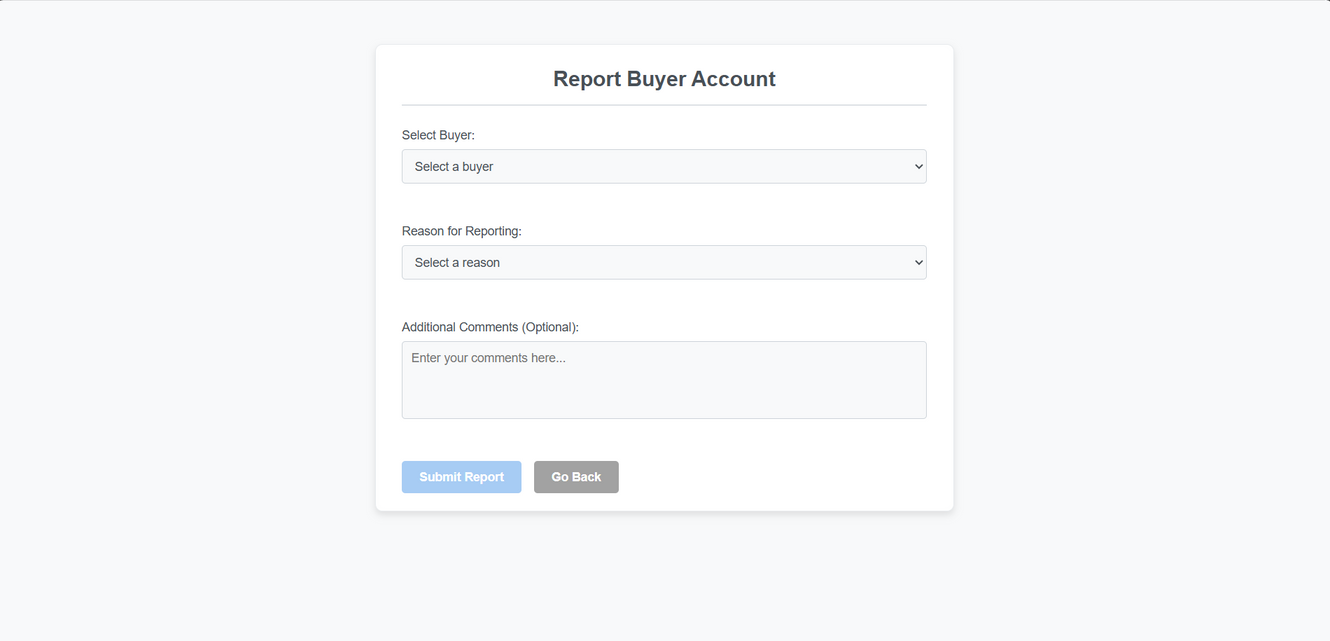 Report Buyer Account
Select Buyer:
Select a buyer
Reason for Reporting:
Select a reason
Additional Comments (Optional):
Enter your comments here...
Submit Report
Go Back